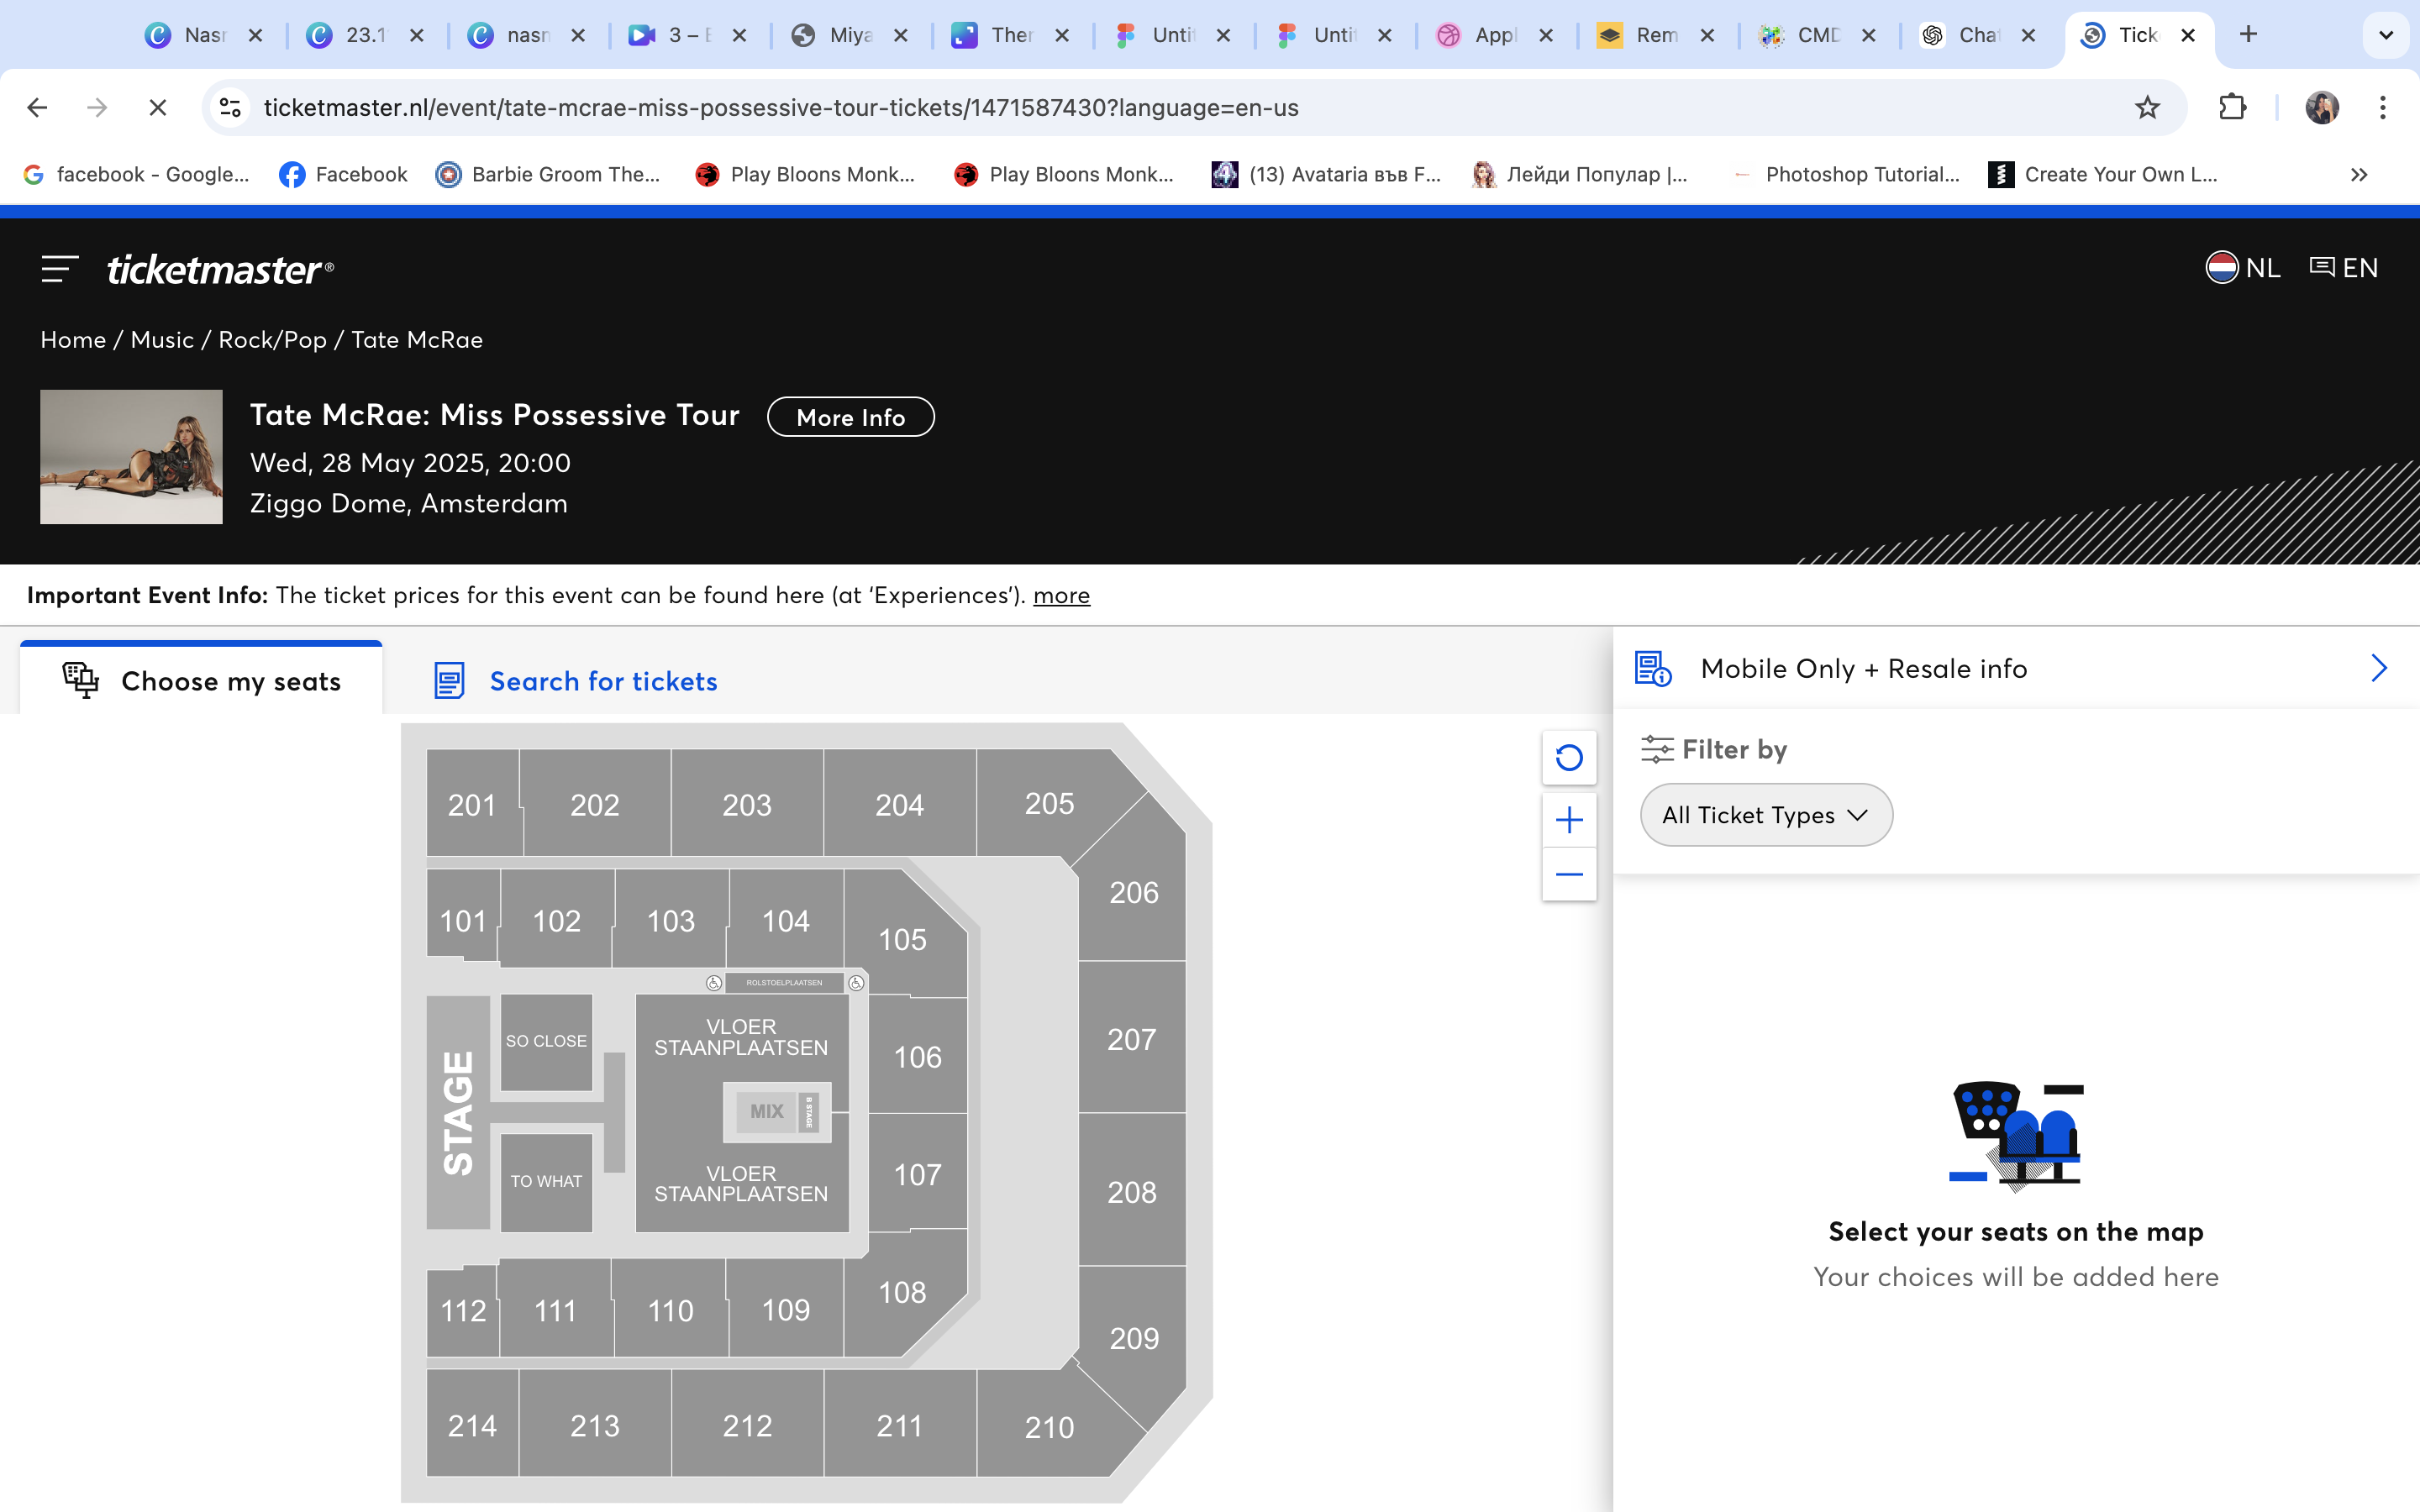 Nasr
23.1
nasn
3 – E
Miya
Ther
Unti
Unti
Appl
Rem
CMD
Chat
Tick
ticketmaster.nl/event/tate-mcrae-miss-possessive-tour-tickets/1471587430?language=en-us
facebook - Google...
Facebook
Barbie Groom The...
Play Bloons Monk...
Play Bloons Monk...
(13) Avataria във F...
Лейди Популар |...
Photoshop Tutorial...
Create Your Own L...
ticketmaster®
NL
EN
Home / Music / Rock/Pop / Tate McRae
Tate McRae: Miss Possessive Tour
More Info
Wed, 28 May 2025, 20:00
Ziggo Dome, Amsterdam
Important Event Info: The ticket prices for this event can be found here (at ‘Experiences’). more
Choose my seats
Search for tickets
Mobile Only + Resale info
Filter by
All Ticket Types
201
202
203
204
205
206
101
102
103
104
105
ROLSTOELPLAATSEN
STAGE
SO CLOSE
VLOER
STAANPLAATSEN
106
207
MIX
B STAGE
TO WHAT
VLOER
STAANPLAATSEN
107
208
112
111
110
109
108
209
214
213
212
211
210
Select your seats on the map
Your choices will be added here